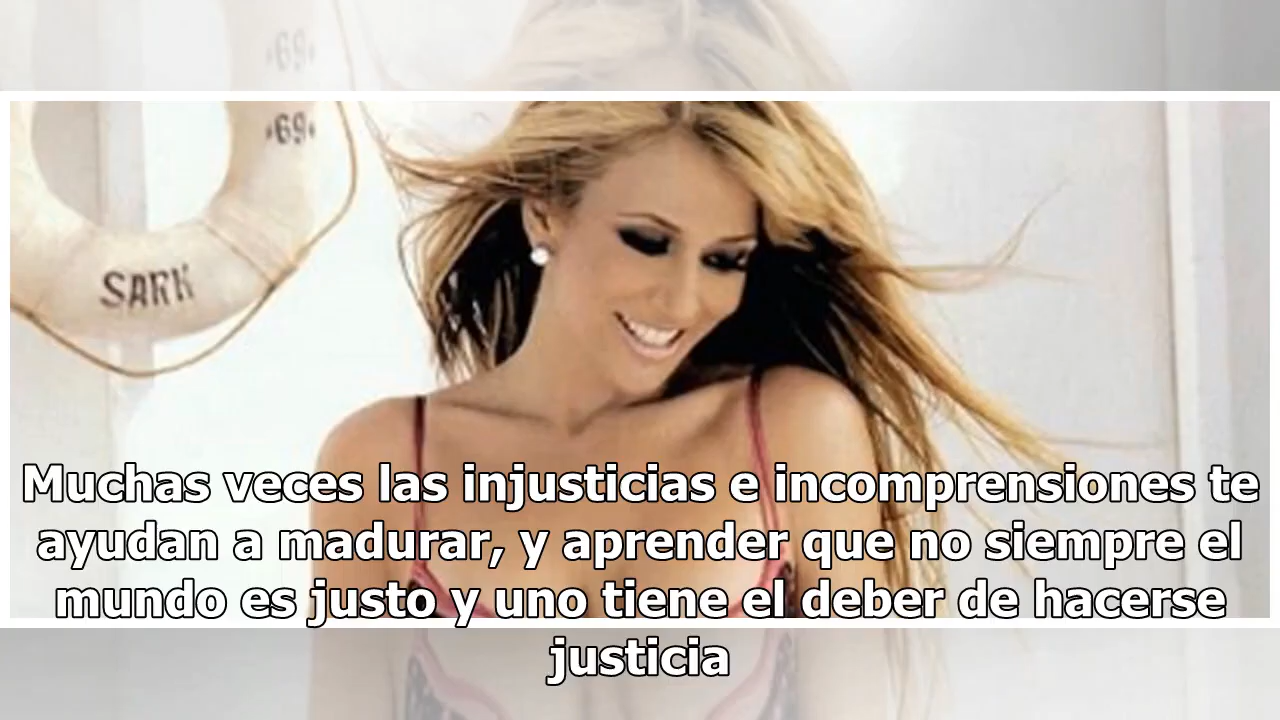 •69•
•69•
SARK
Muchas veces las injusticias e incomprensiones te
ayudan a madurar, y aprender que no siempre el
mundo es justo y uno tiene el deber de hacerse
justicia